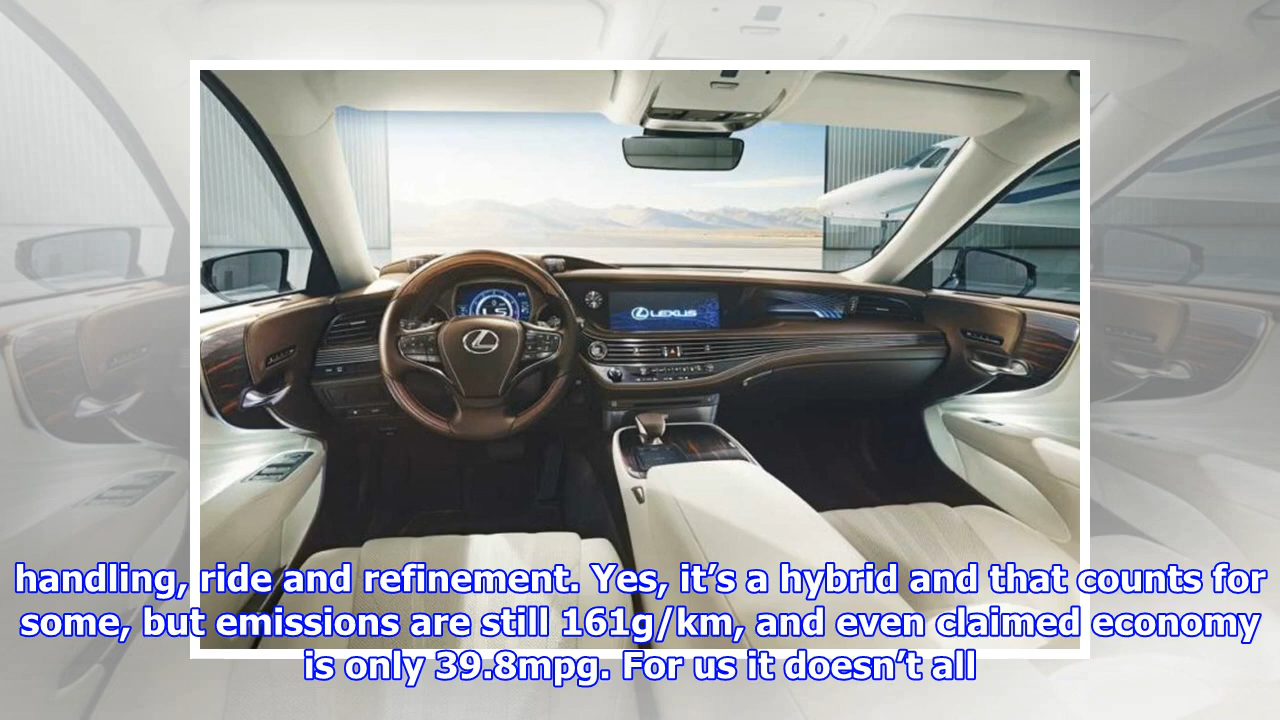 LEXUS
handling, ride and refinement. Yes, it’s a hybrid and that counts for
some, but emissions are still 161g/km, and even claimed economy
is only 39.8mpg. For us it doesn’t all